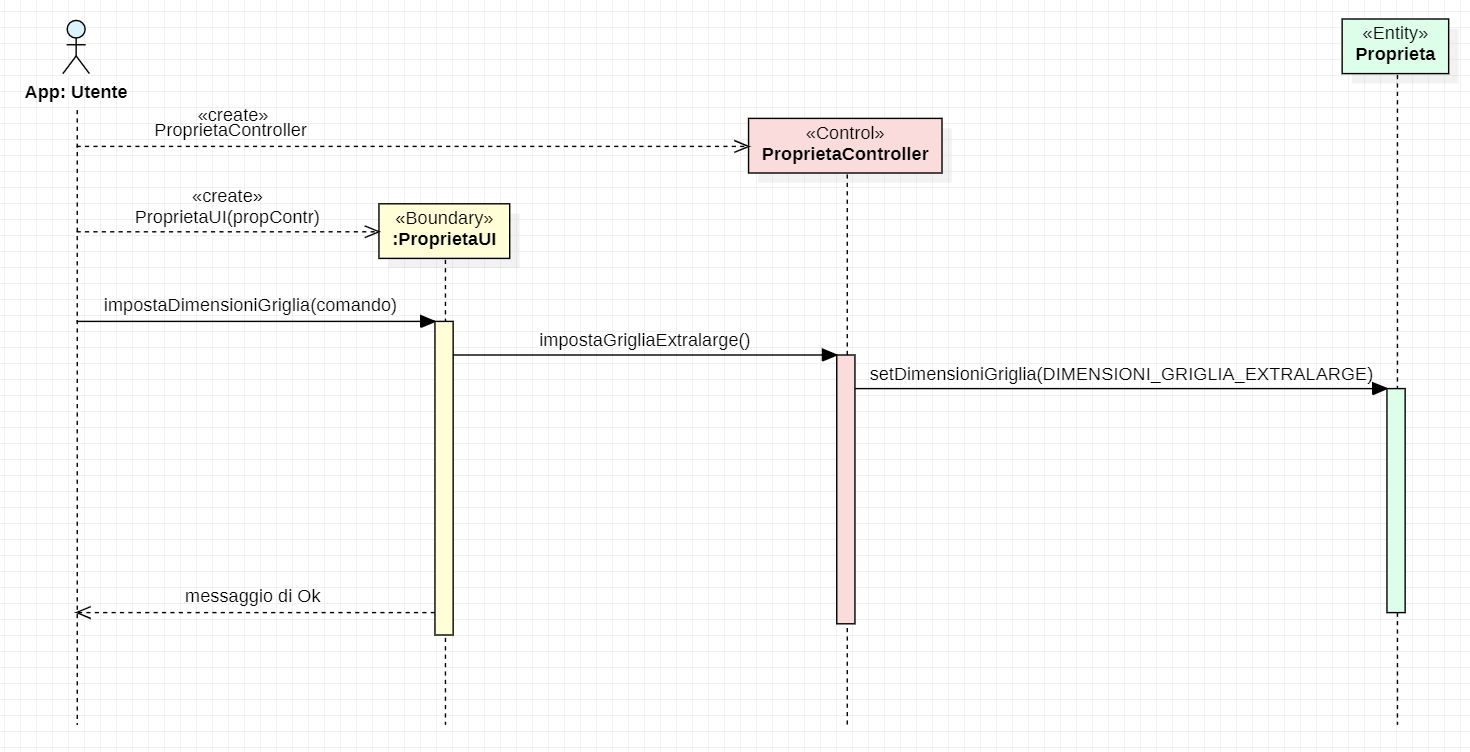 «Entity»
Proprieta
App: Utente
«create»
ProprietaController
«Control»
ProprietaController
«create»
ProprietaUI(propContr)
«Boundary»
:ProprietaUI
impostaDimensioniGriglia(comando)
impostaGrigliaExtralarge()
setDimensioniGriglia(DIMENSIONI_GRIGLIA_EXTRALARGE)
messaggio di Ok